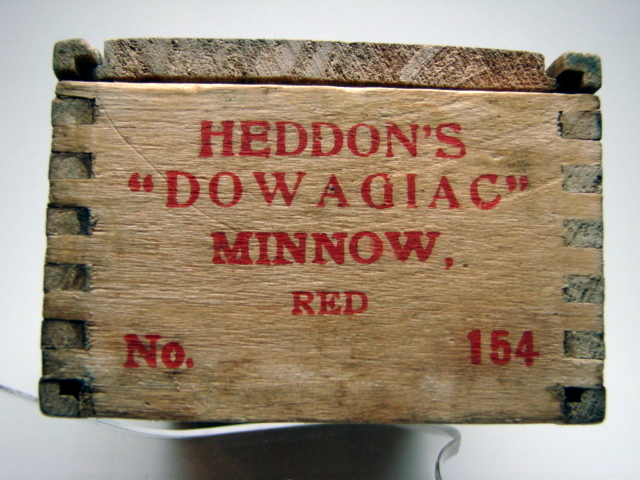 HEDDON'S
“DOWAGIAC”
MINNOW,
RED
No. 154